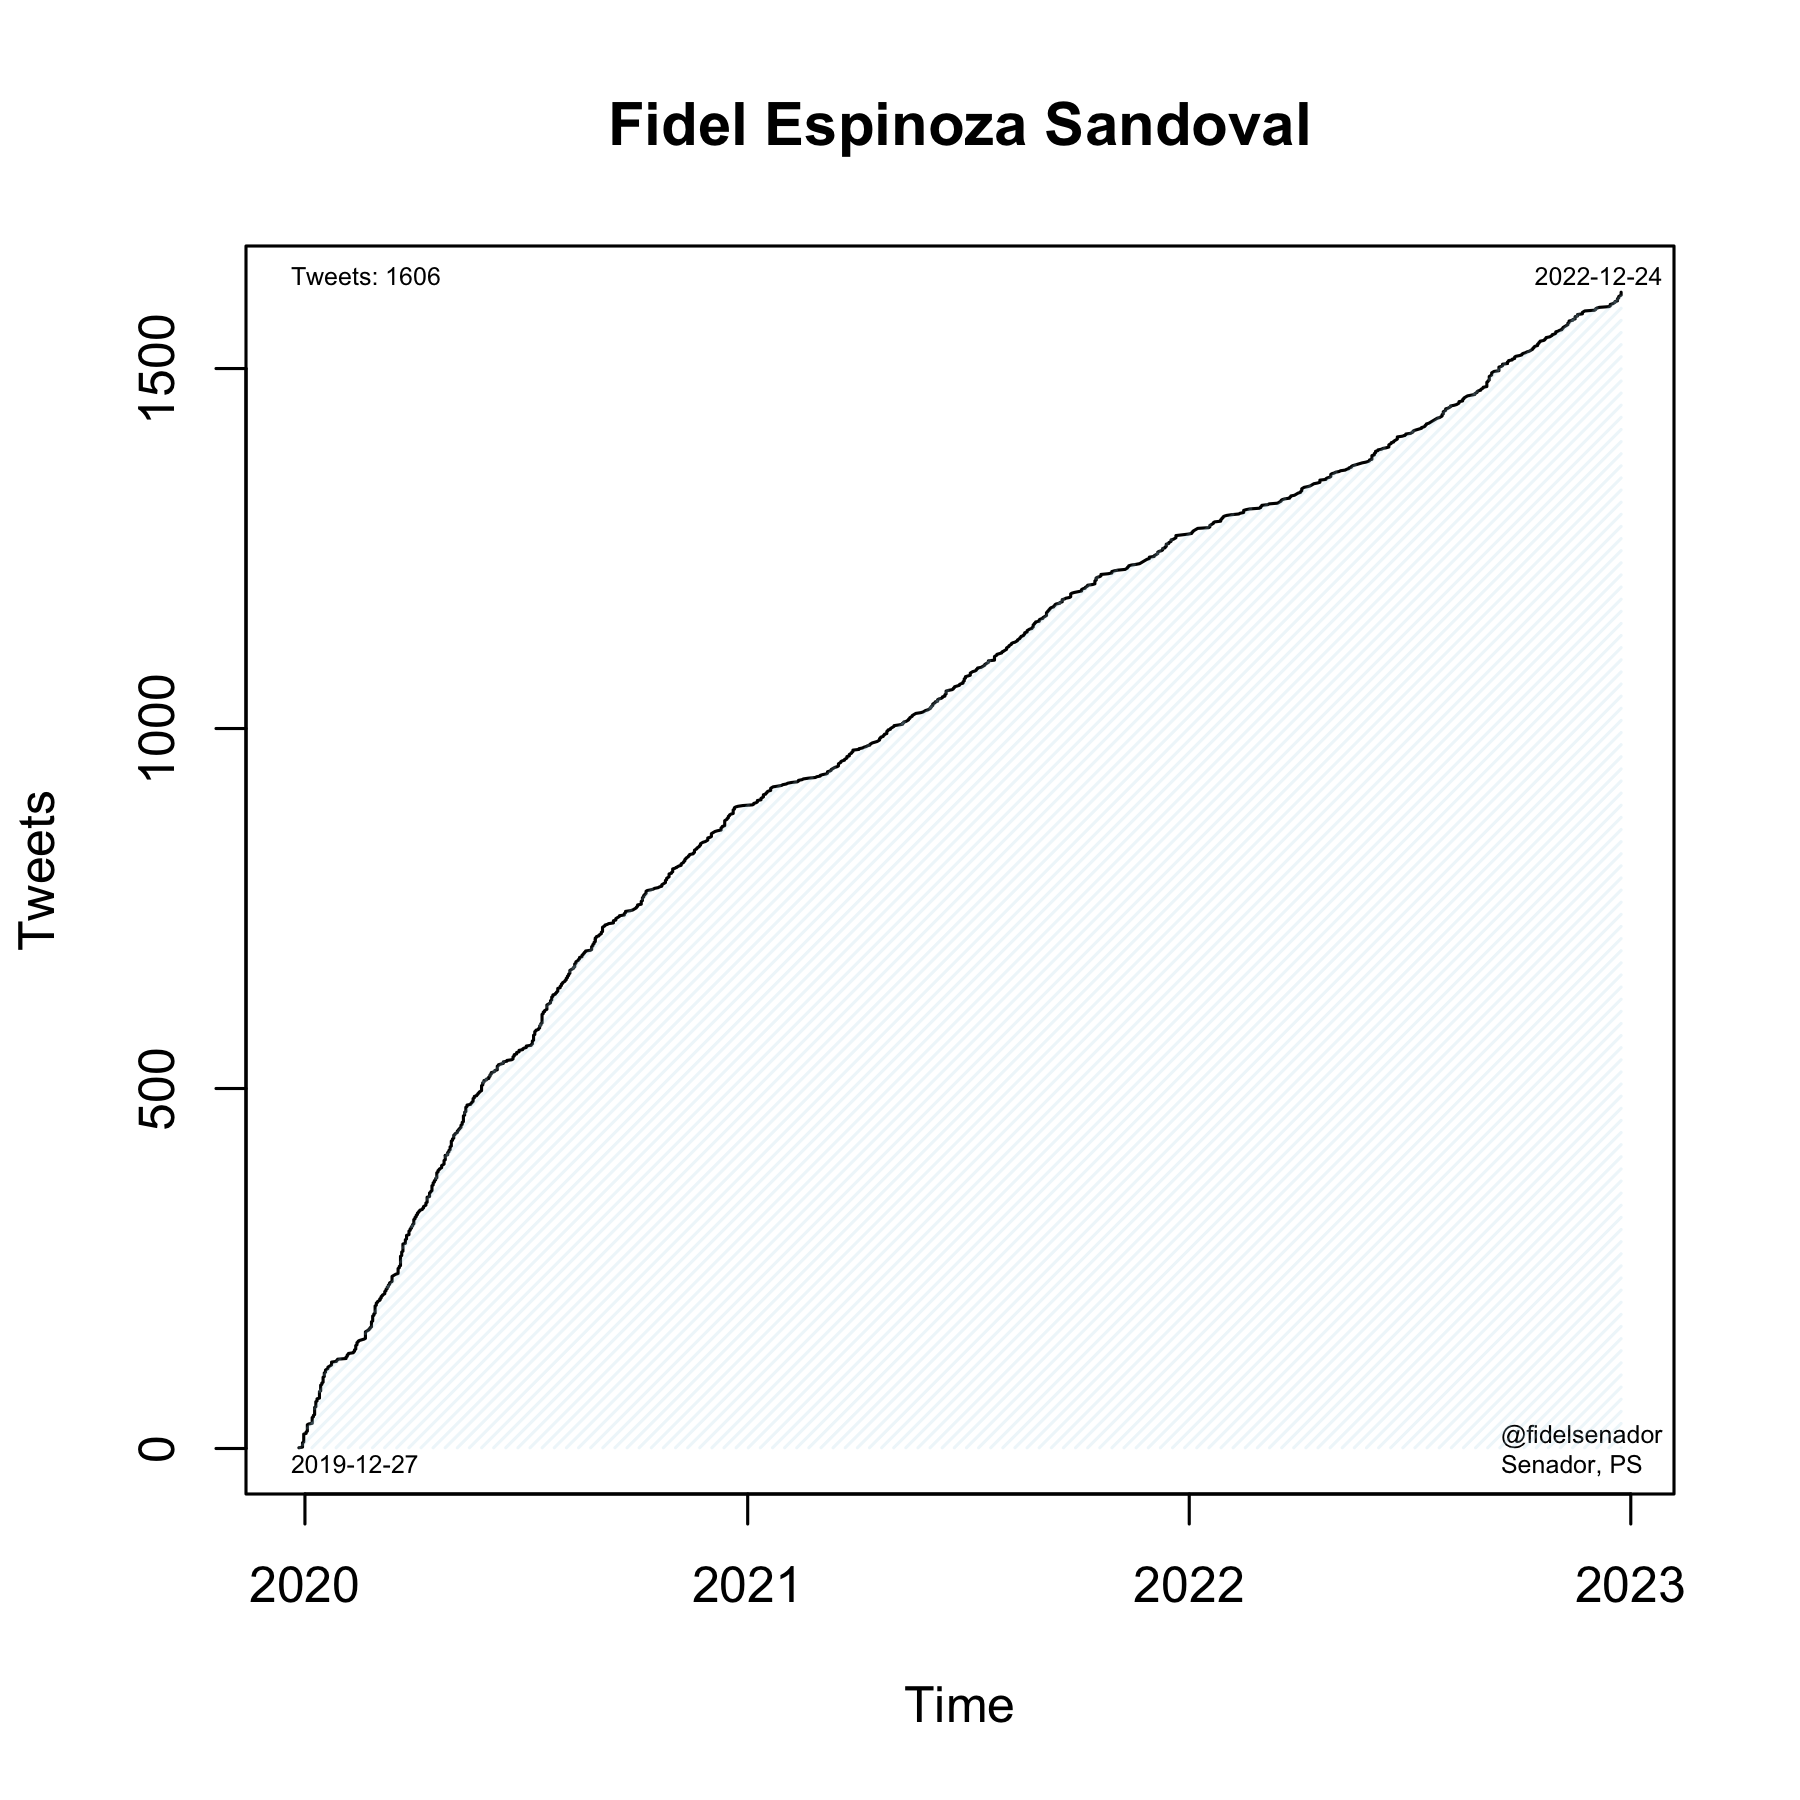 Fidel Espinoza Sandoval
Tweets: 1606
2022-12-24
1500
1000
500
0
Tweets
@fidelsenador
Senador, PS
2019-12-27
2020
2021
2022
2023
Time